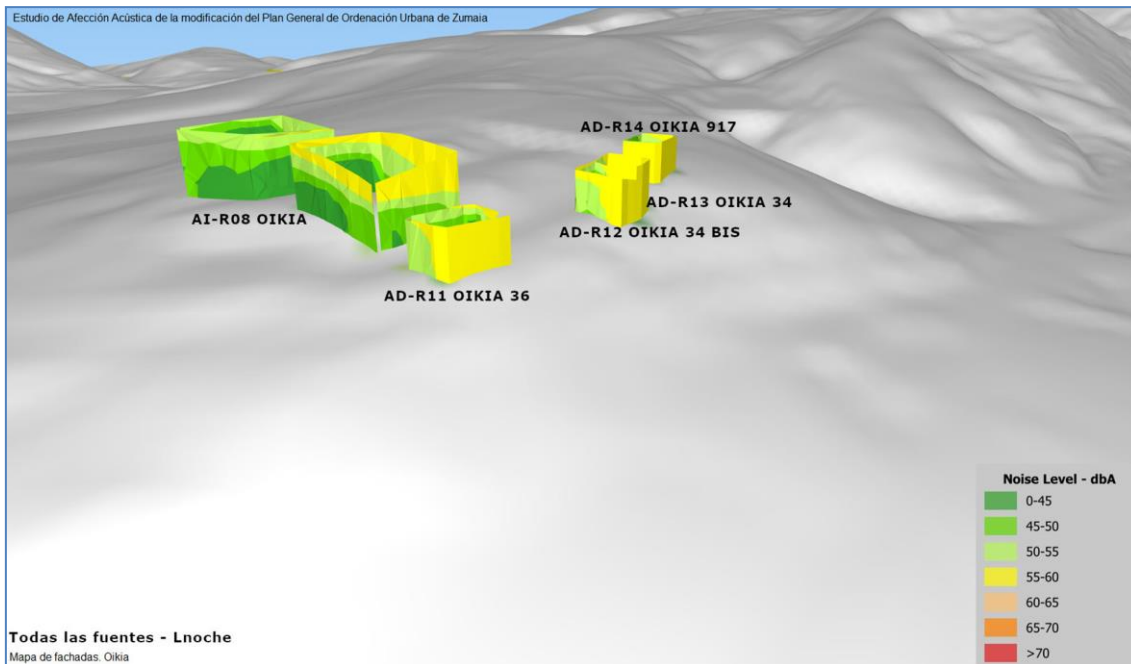 Estudio de Afección Acústica de la modificación del Plan General de Ordenación Urbana de Zumaia
AD-R14 OIKIA 917
AD-R13 OIKIA 34
AI-R08 OIKIA
AD-R12 OIKIA 34 BIS
AD-R11 OIKIA 36
Noise Level - dbA
0-45
45-50
50-55
55-60
60-65
65-70
>70
Todas las fuentes - Lnoche
Mapa de fachadas. Oikia